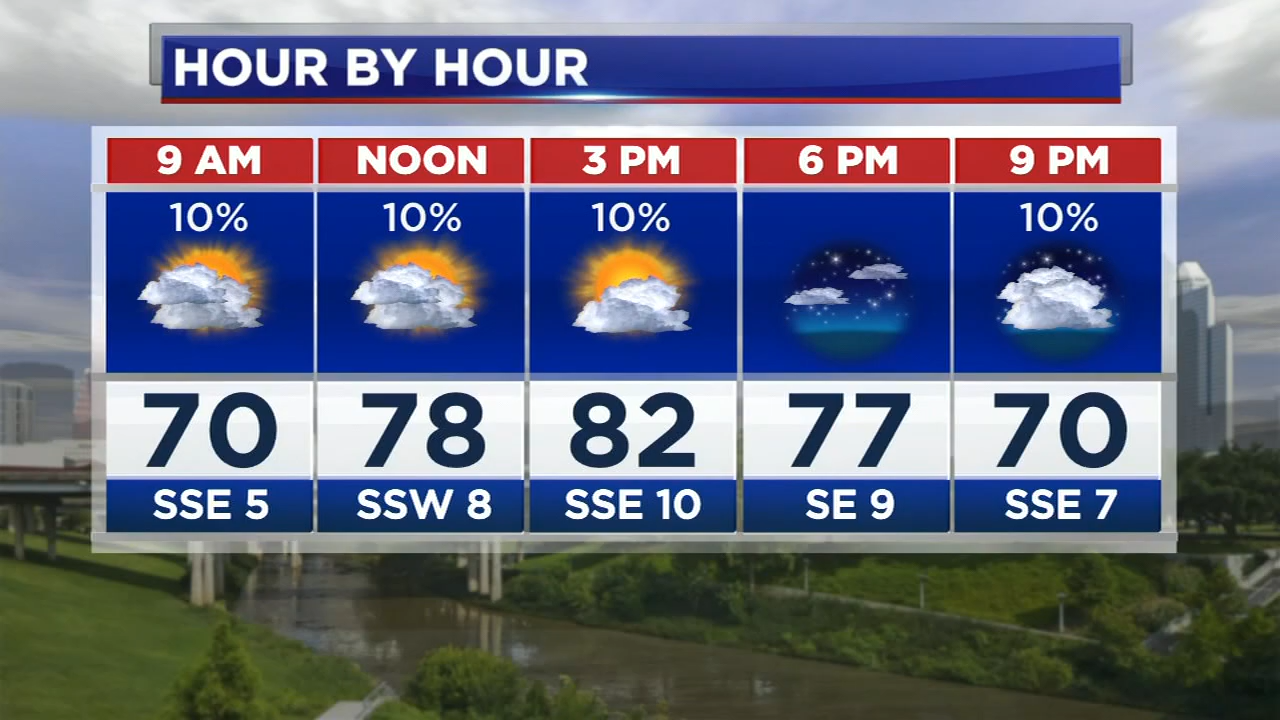 HOUR BY HOUR
9 AM NOON 3 PM 6 PM 9 PM
10% 10% 10% 10%
70 78 82 77 70
SSE 5 SSW 8 SSE 10 SE 9 SSE 7